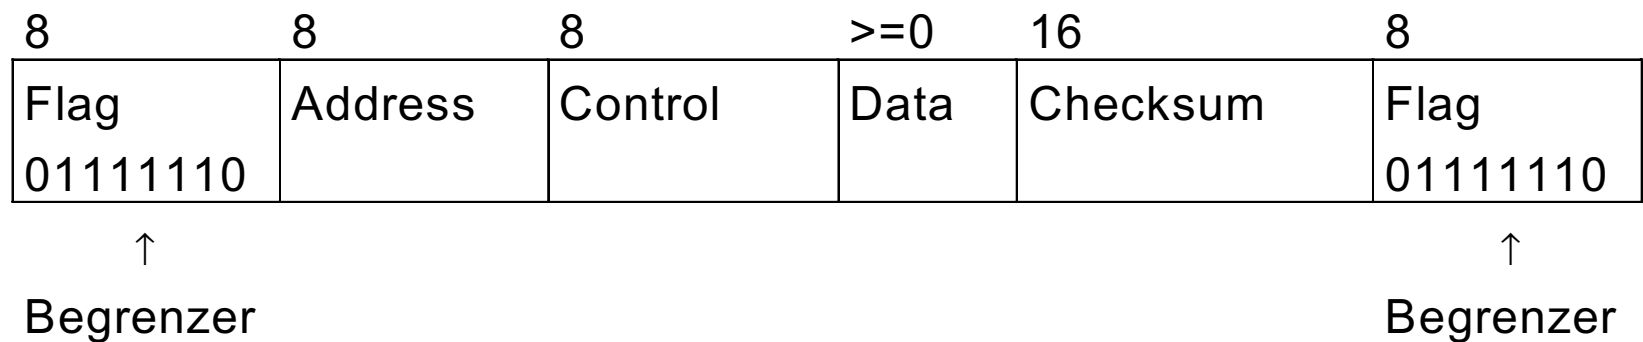 8 8 8 >=0 16 8
Flag Address Control Data Checksum Flag
01111110 01111110
↑ ↑
Begrenzer Begrenzer